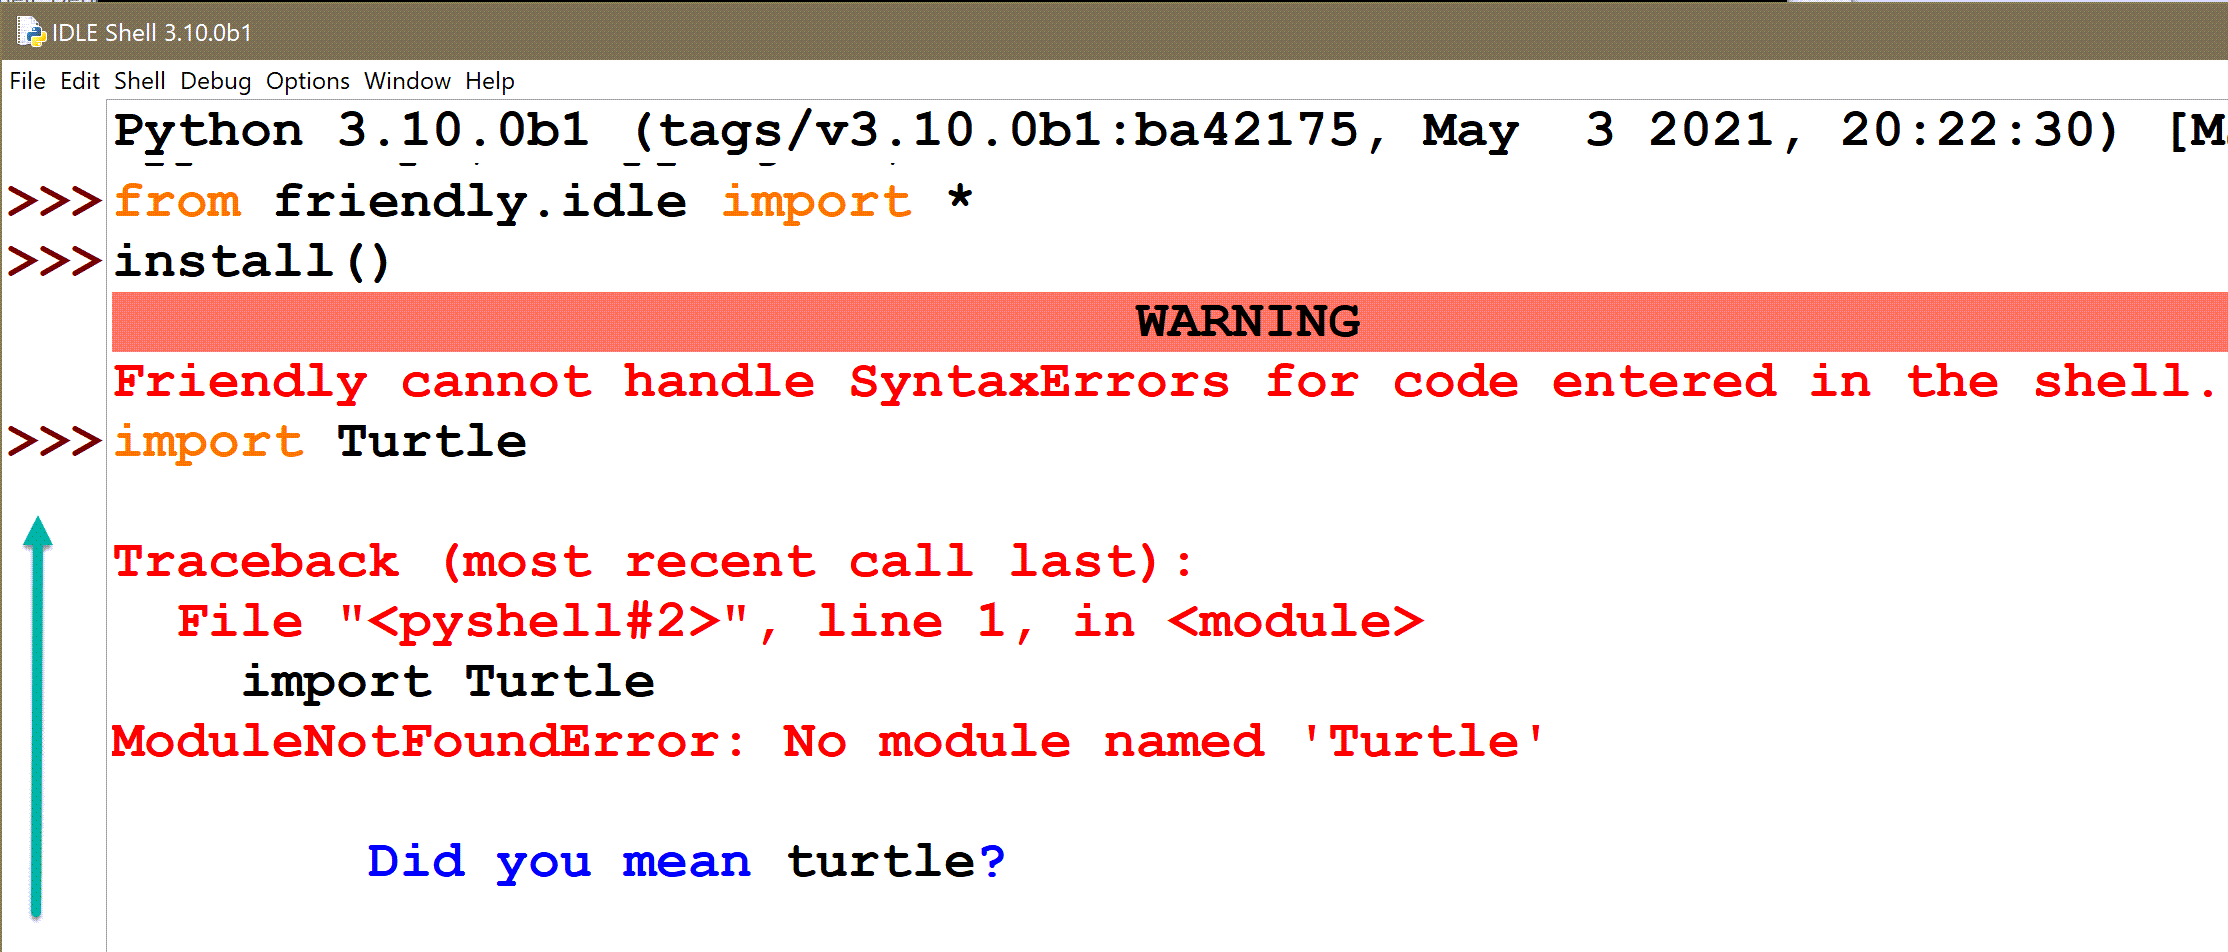 IDLE Shell 3.10.0b1
File Edit Shell Debug Options Window Help
Python 3.10.0b1 (tags/v3.10.0b1:ba42175, May  3 2021, 20:22:30) [M
>>> from friendly.idle import *
>>> install()
WARNING
Friendly cannot handle SyntaxErrors for code entered in the shell.
>>> import Turtle
Traceback (most recent call last):
  File "<pyshell#2>", line 1, in <module>
    import Turtle
ModuleNotFoundError: No module named 'Turtle'
        Did you mean turtle?